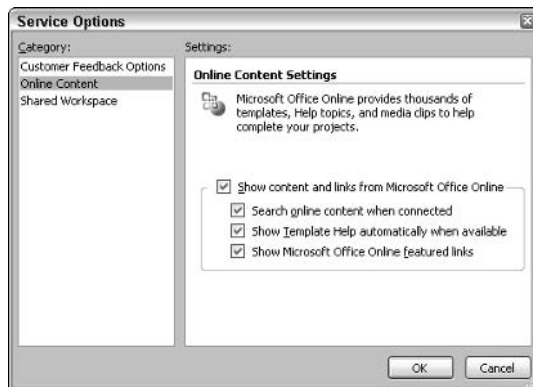 Service Options
Category:
Customer Feedback Options
Online Content
Shared Workspace
Settings:
Online Content Settings
Microsoft Office Online provides thousands of
templates, Help topics, and media clips to help
complete your projects.
Show content and links from Microsoft Office Online
Search online content when connected
Show Template Help automatically when available
Show Microsoft Office Online featured links
OK
Cancel